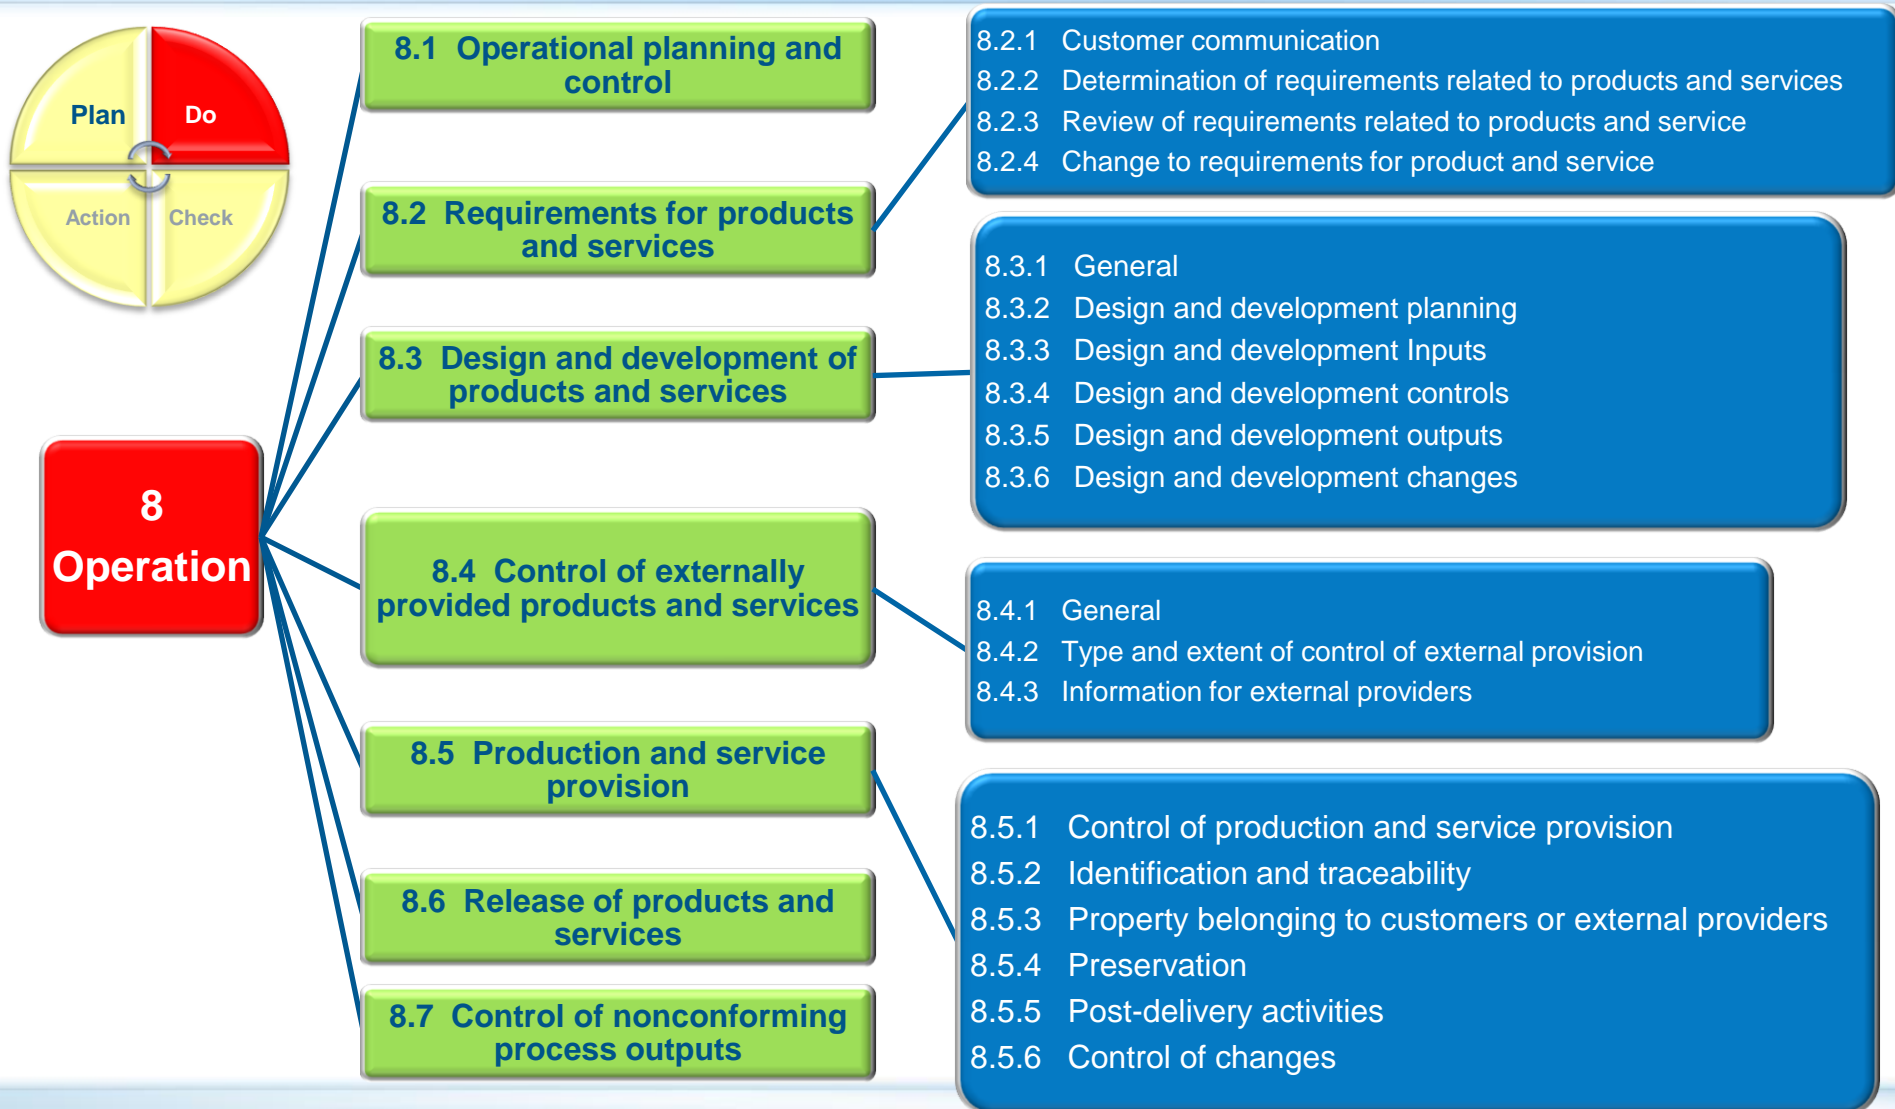 Plan
Do
Action
Check
8
Operation
8.1 Operational planning and
control
8.2 Requirements for products
and services
8.3 Design and development of
products and services
8.4 Control of externally
provided products and services
8.5 Production and service
provision
8.6 Release of products and
services
8.7 Control of nonconforming
process outputs
8.2.1 Customer communication
8.2.2 Determination of requirements related to products and services
8.2.3 Review of requirements related to products and service
8.2.4 Change to requirements for product and service
8.3.1 General
8.3.2 Design and development planning
8.3.3 Design and development Inputs
8.3.4 Design and development controls
8.3.5 Design and development outputs
8.3.6 Design and development changes
8.4.1 General
8.4.2 Type and extent of control of external provision
8.4.3 Information for external providers
8.5.1 Control of production and service provision
8.5.2 Identification and traceability
8.5.3 Property belonging to customers or external providers
8.5.4 Preservation
8.5.5 Post-delivery activities
8.5.6 Control of changes